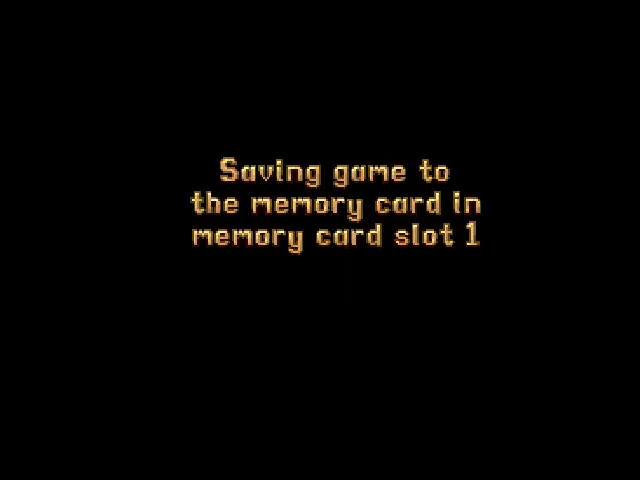 Saving game to
the memory card in
memory card slot 1